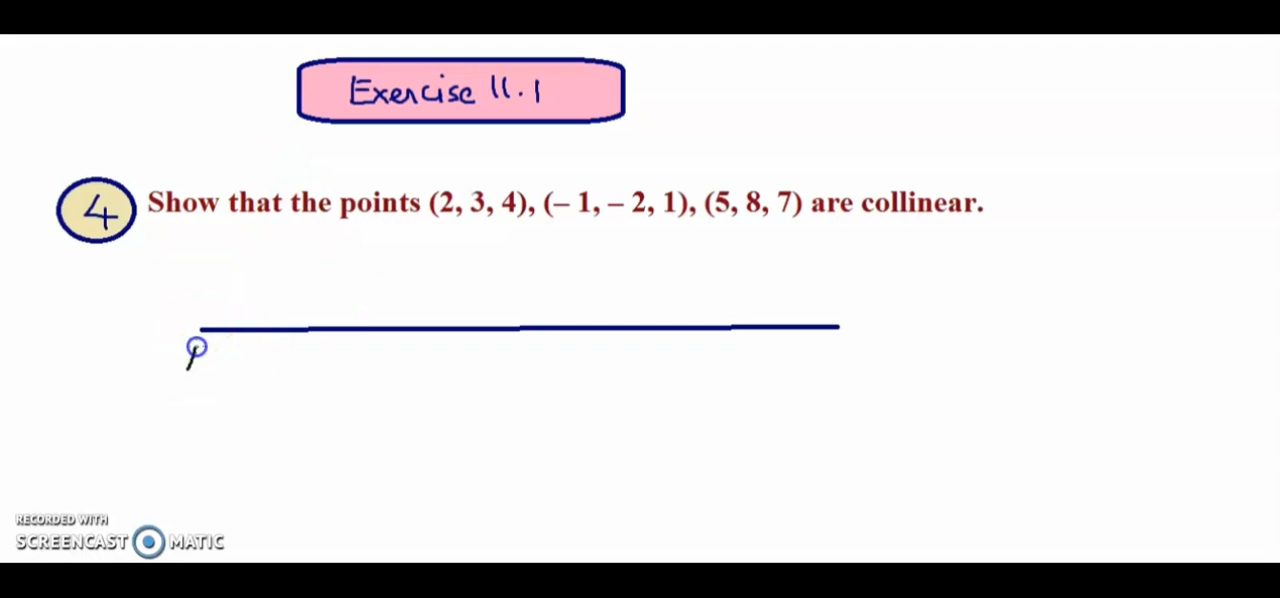 Exercise 11.1
4 Show that the points (2, 3, 4), (– 1, – 2, 1), (5, 8, 7) are collinear.
RECORDED WITH
SCREENCAST MATIC